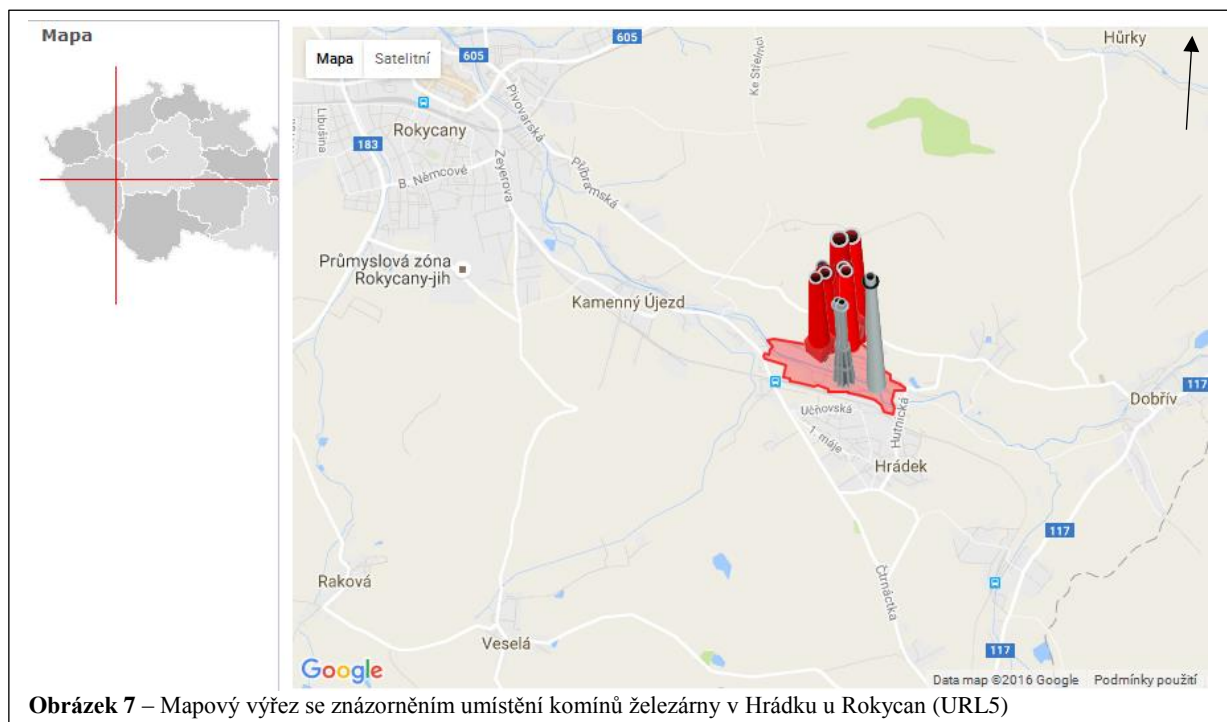 Mapa
Mapa
Satelitní
605
605
Hůrky
Ke Střelnici
Pivovarská
Libušina
Rokycany
183
Zeyerova
B. Němcové
Příbramská
Průmyslová zóna
Rokycany-jih
Kamenný Újezd
117
Dobřív
Učňovská
Hutnická
1. máje
Hrádek
117
Raková
Čtrnáctka
Veselá
117
Google
Data map ©2016 Google
Podmínky použití
Obrázek 7 – Mapový výřez se znázorněním umístění komínů železárny v Hrádku u Rokycan (URL5)